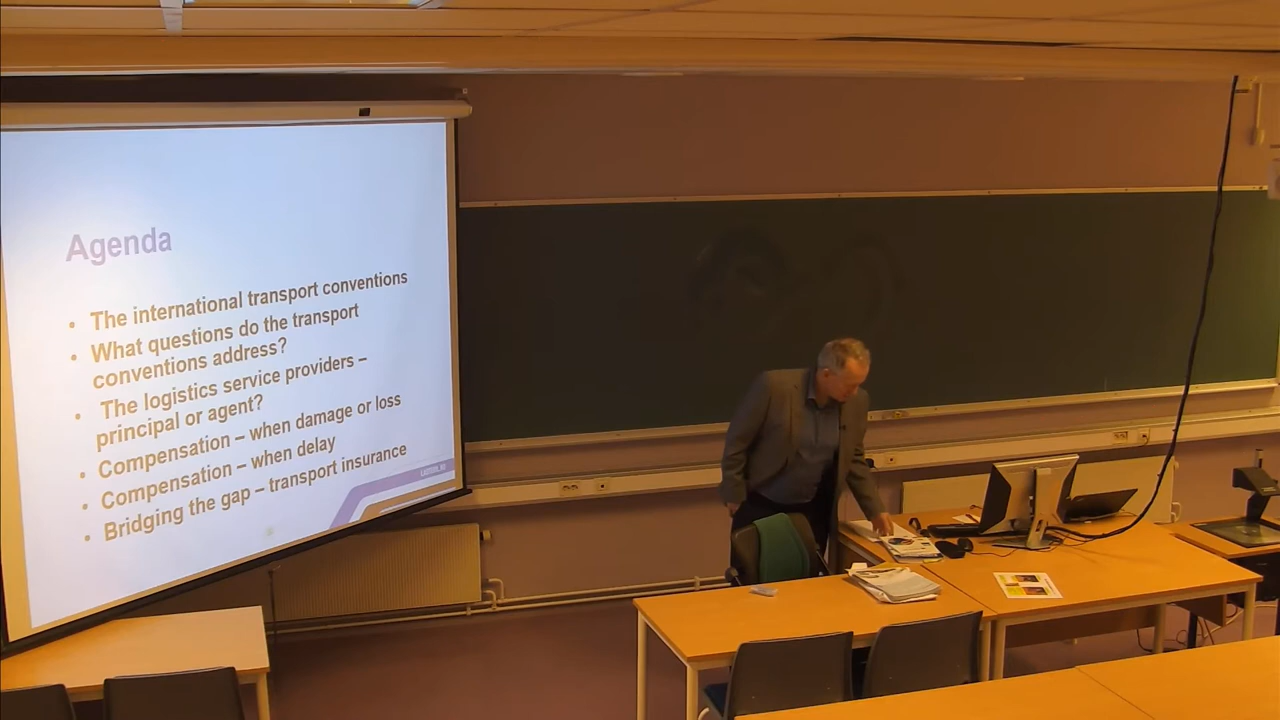 Agenda
• The international transport conventions
• What questions do the transport
conventions address?
• The logistics service providers –
principal or agent?
• Compensation – when damage or loss
• Compensation – when delay
• Bridging the gap – transport insurance